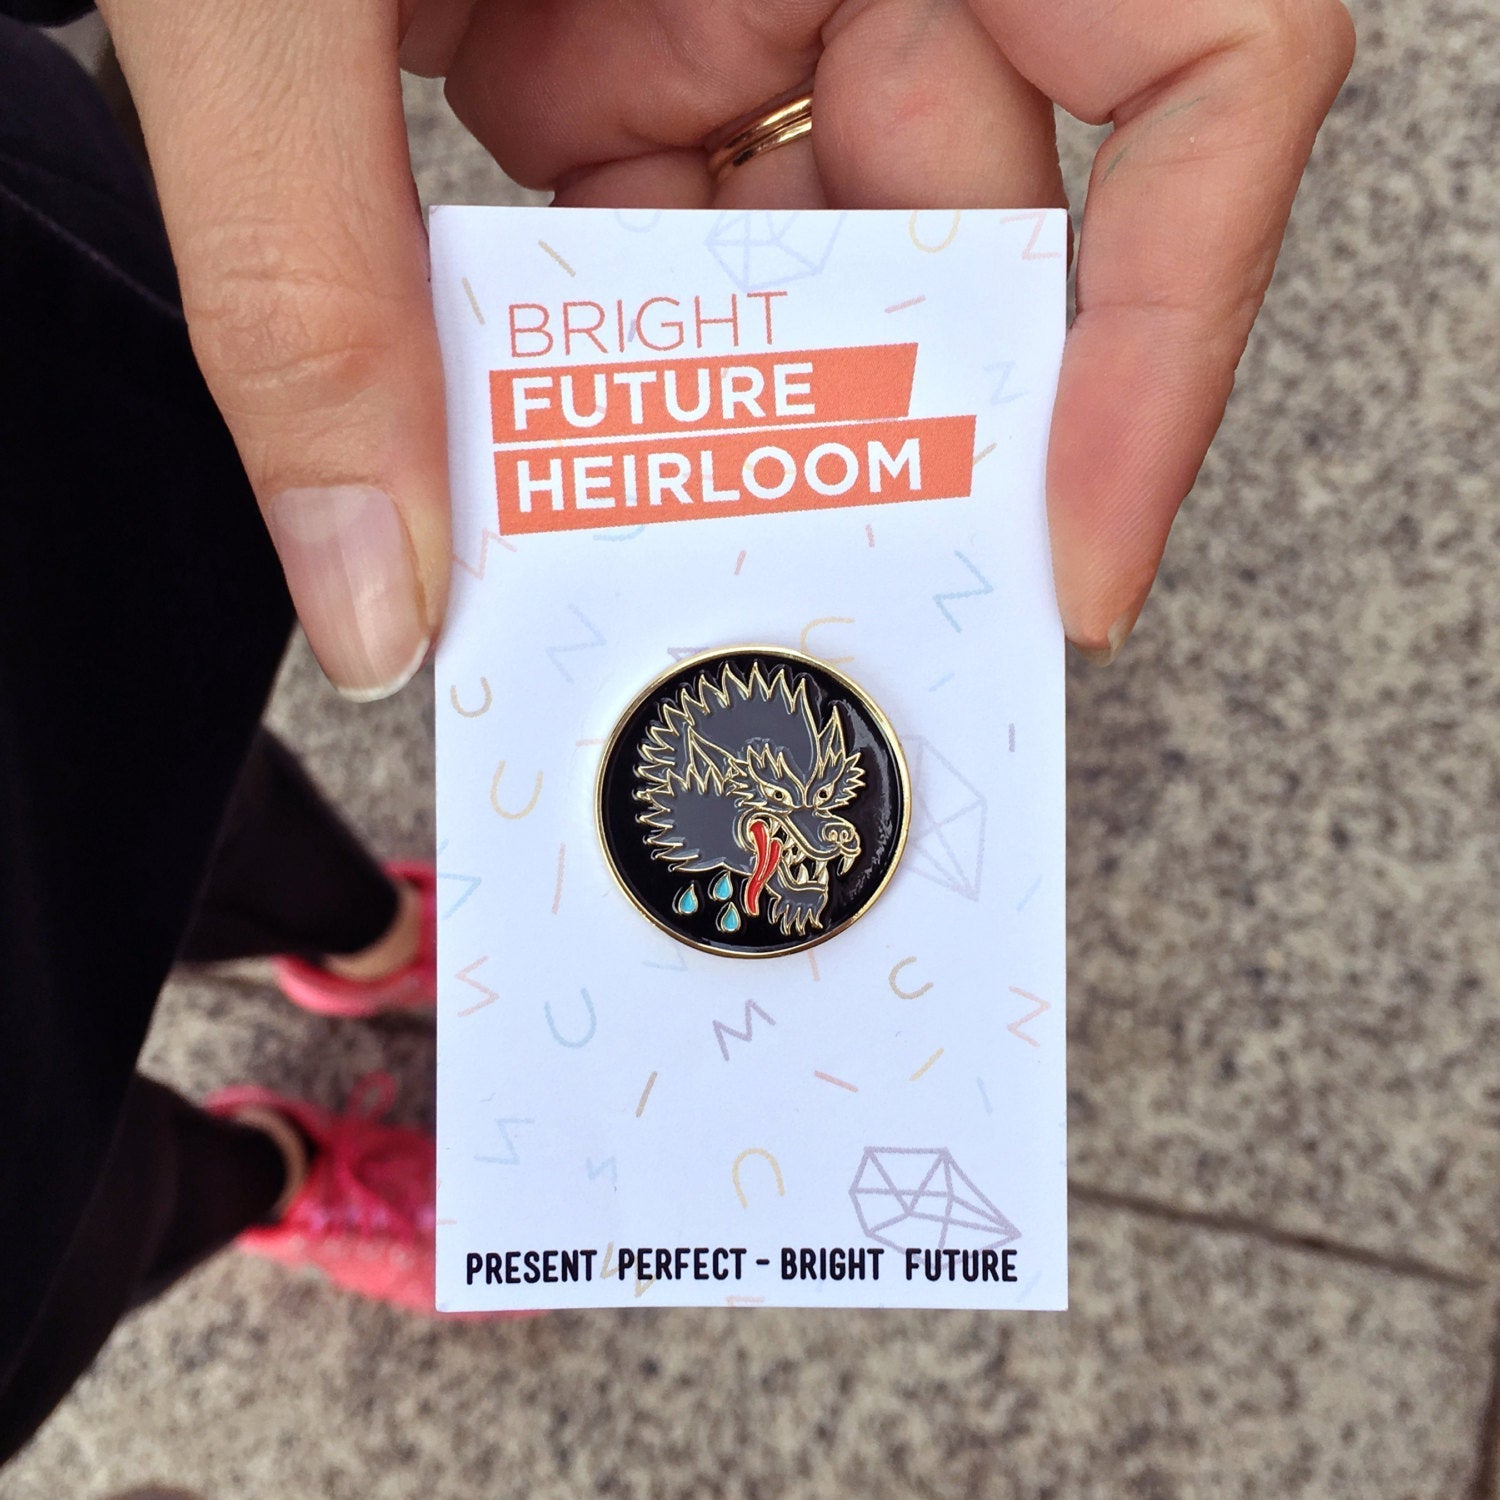 BRIGHT
FUTURE
HEIRLOOM
PRESENT PERFECT - BRIGHT FUTURE